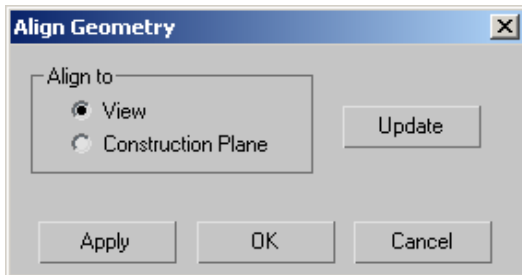 Align Geometry
Align to
View
Construction Plane
Update
Apply OK Cancel